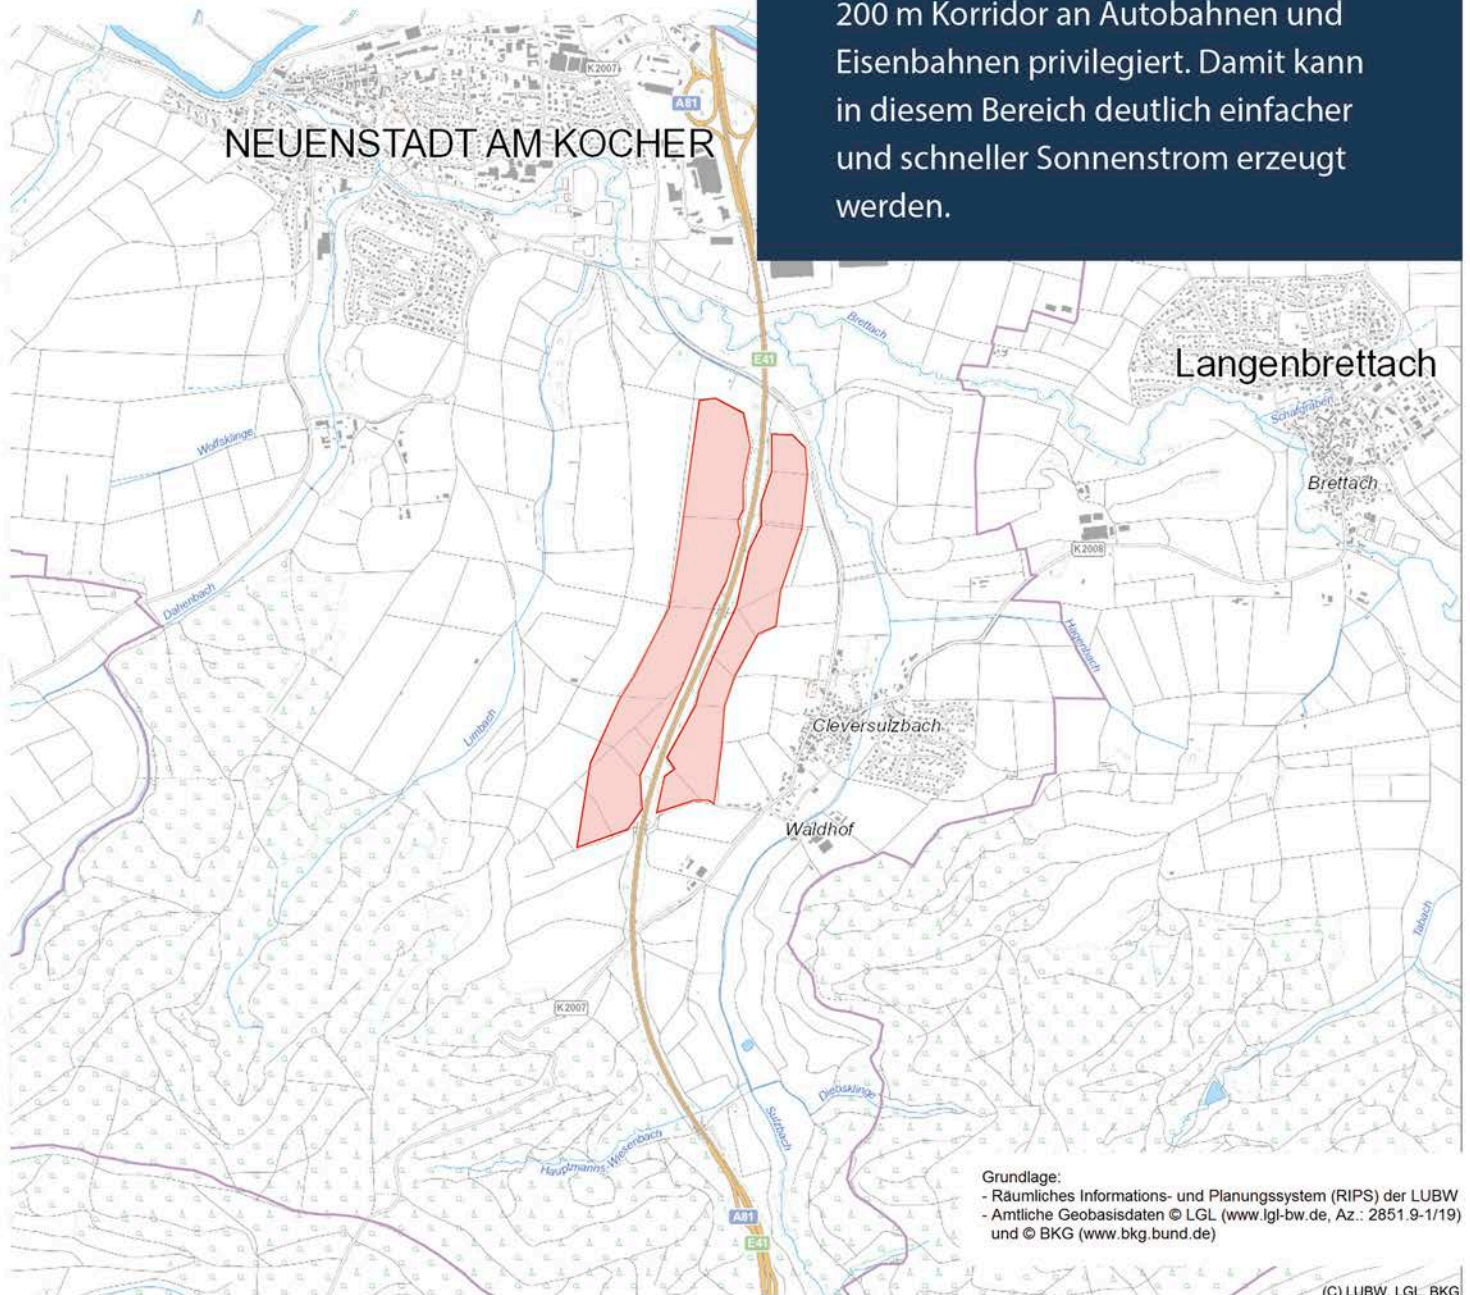 200 m Korridor an Autobahnen und
Eisenbahnen privilegiert. Damit kann
in diesem Bereich deutlich einfacher
und schneller Sonnenstrom erzeugt
werden.
K2007
A81
NEUENSTADT AM KOCHER
Brettach
E41
Langenbrettach
Schafgraben
Wolfsklinge
Brettach
K2008
Dahenbach
Hagenbach
Limbach
Cleversulzbach
Waldhof
Tabach
K2007
Diebsklinge
Sulzbach
Hauptmanns-Wiesenbach
A81
E41
Grundlage:
- Räumliches Informations- und Planungssystem (RIPS) der LUBW
- Amtliche Geobasisdaten © LGL (www.lgl-bw.de, Az.: 2851.9-1/19)
und © BKG (www.bkg.bund.de)
(C) LUBW, LGL, BKG